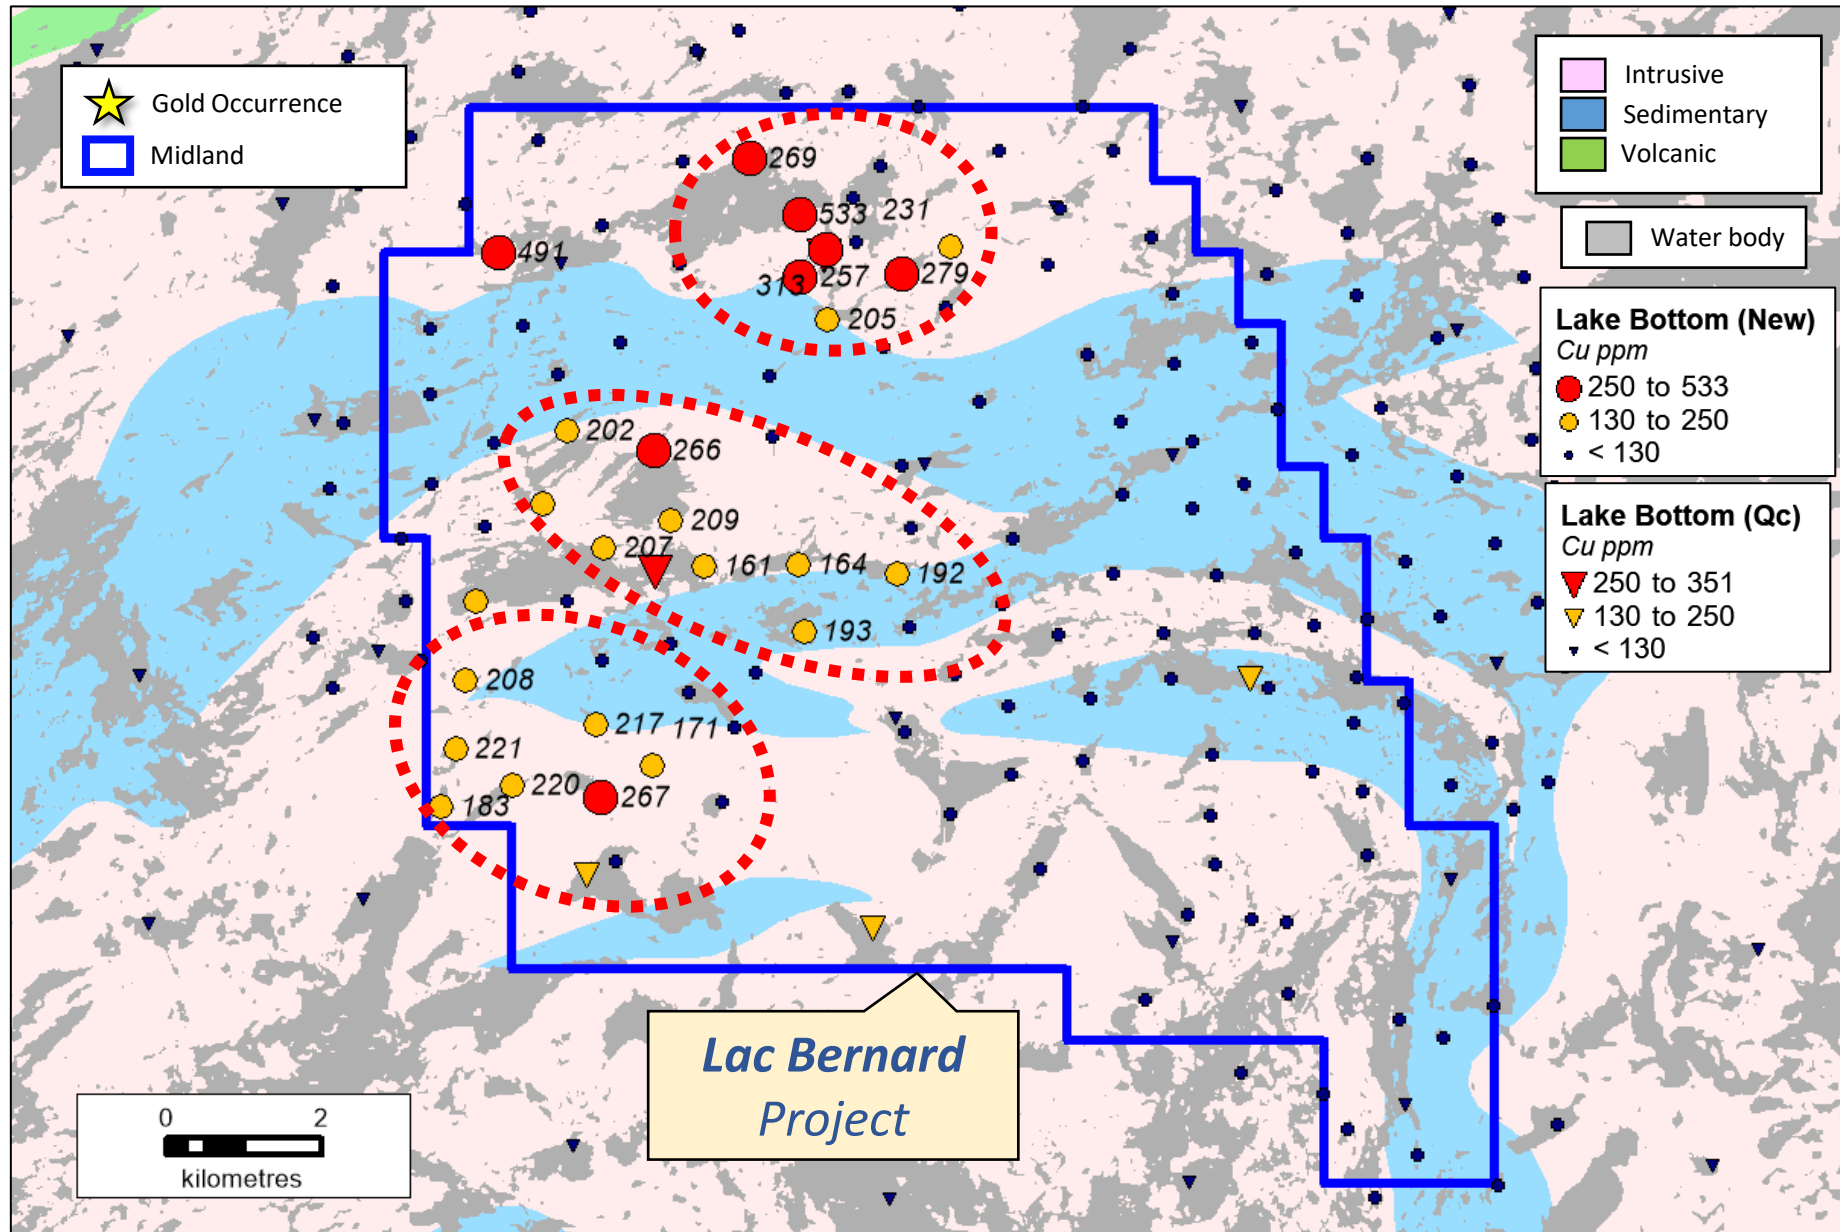 Gold Occurrence
Midland
Intrusive
Sedimentary
Volcanic
Water body
Lake Bottom (New)
Cu ppm
250 to 533
130 to 250
< 130
Lake Bottom (Qc)
Cu ppm
250 to 351
130 to 250
< 130
269
533
231
491
257
279
313
205
202
266
209
207
161
164
192
193
208
217
171
221
220
267
183
Lac Bernard
Project
0 2
kilometres